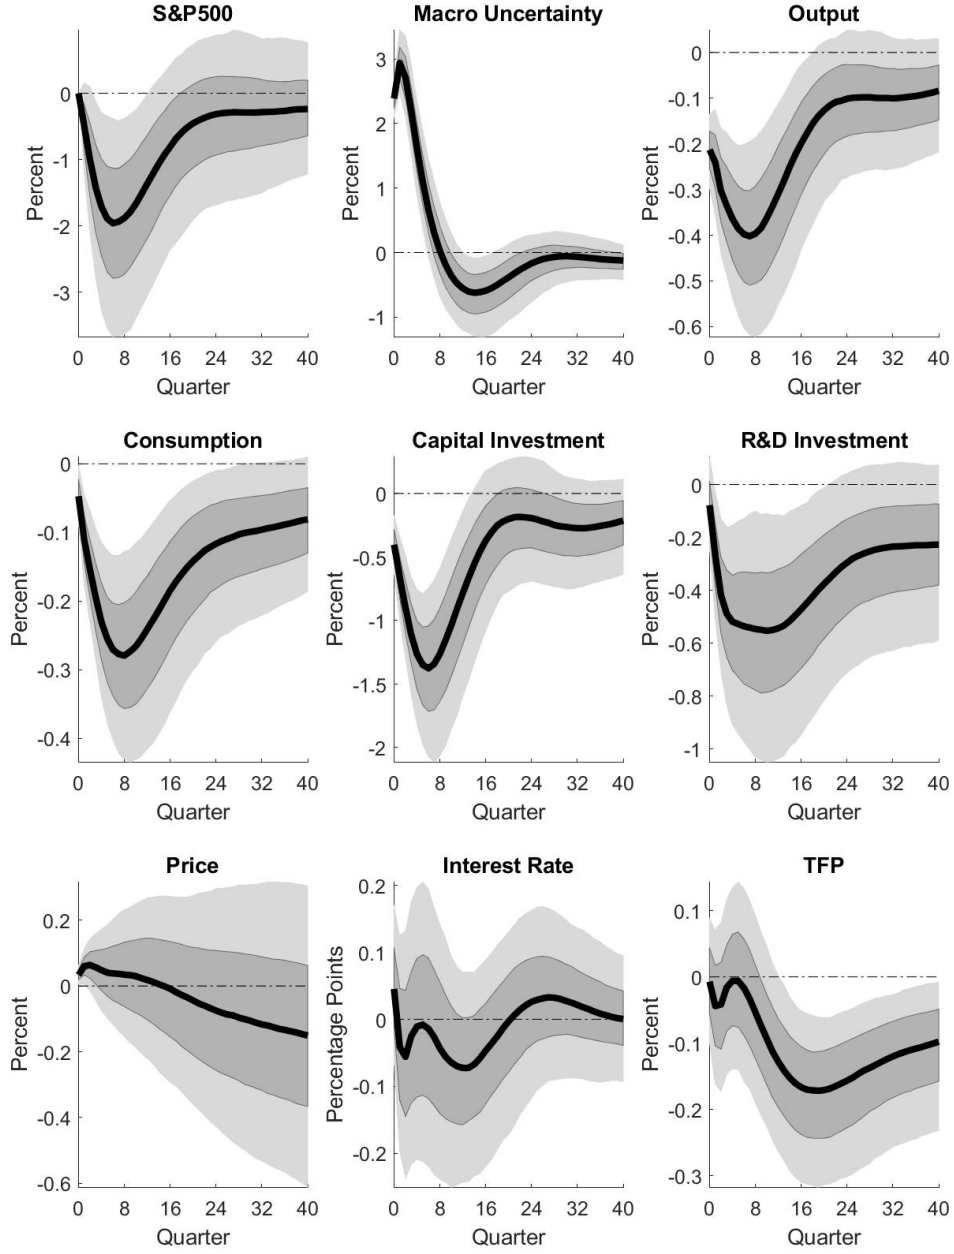 S&P500
Macro Uncertainty
Output
Percent
0
-1
-2
-3
0 8 16 24 32 40
Quarter
Percent
3
2
1
0
-1
0 8 16 24 32 40
Quarter
Percent
0
-0.1
-0.2
-0.3
-0.4
-0.5
-0.6
0 8 16 24 32 40
Quarter
Consumption
Capital Investment
R&D Investment
Percent
0
-0.1
-0.2
-0.3
-0.4
0 8 16 24 32 40
Quarter
Percent
0
-0.5
-1
-1.5
-2
0 8 16 24 32 40
Quarter
Percent
0
-0.2
-0.4
-0.6
-0.8
-1
0 8 16 24 32 40
Quarter
Price
Interest Rate
TFP
Percent
0.2
0
-0.2
-0.4
-0.6
0 8 16 24 32 40
Quarter
Percentage Points
0.2
0.1
0
-0.1
-0.2
0 8 16 24 32 40
Quarter
Percent
0.1
0
-0.1
-0.2
-0.3
0 8 16 24 32 40
Quarter